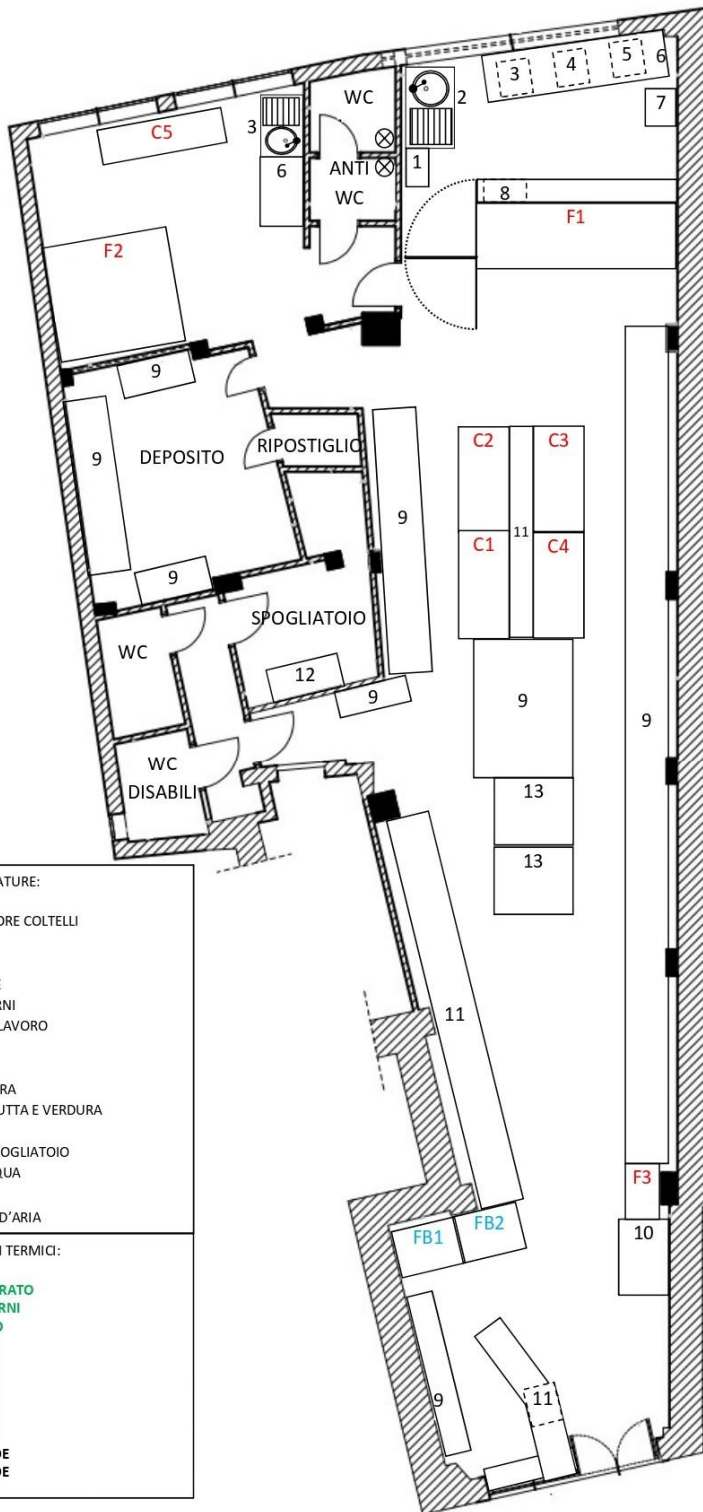 WC
5
4
3
6
2
7
C5
3
ANTI
WC
1
6
8
F1
F2
9
RIPOSTIGLIO
DEPOSITO
9
C2
C3
9
11
C1
C4
9
SPOGLIATOIO
WC
12
9
9
9
WC
DISABILI
13
13
ATURE:
ORE COLTELLI
RNI
LAVORO
RA
UTTA E VERDURA
OGLIATOIO
QUA
D'ARIA
11
F3
FB1
FB2
10
I TERMICI:
RATO
RNI
O
DE
DE
9
11